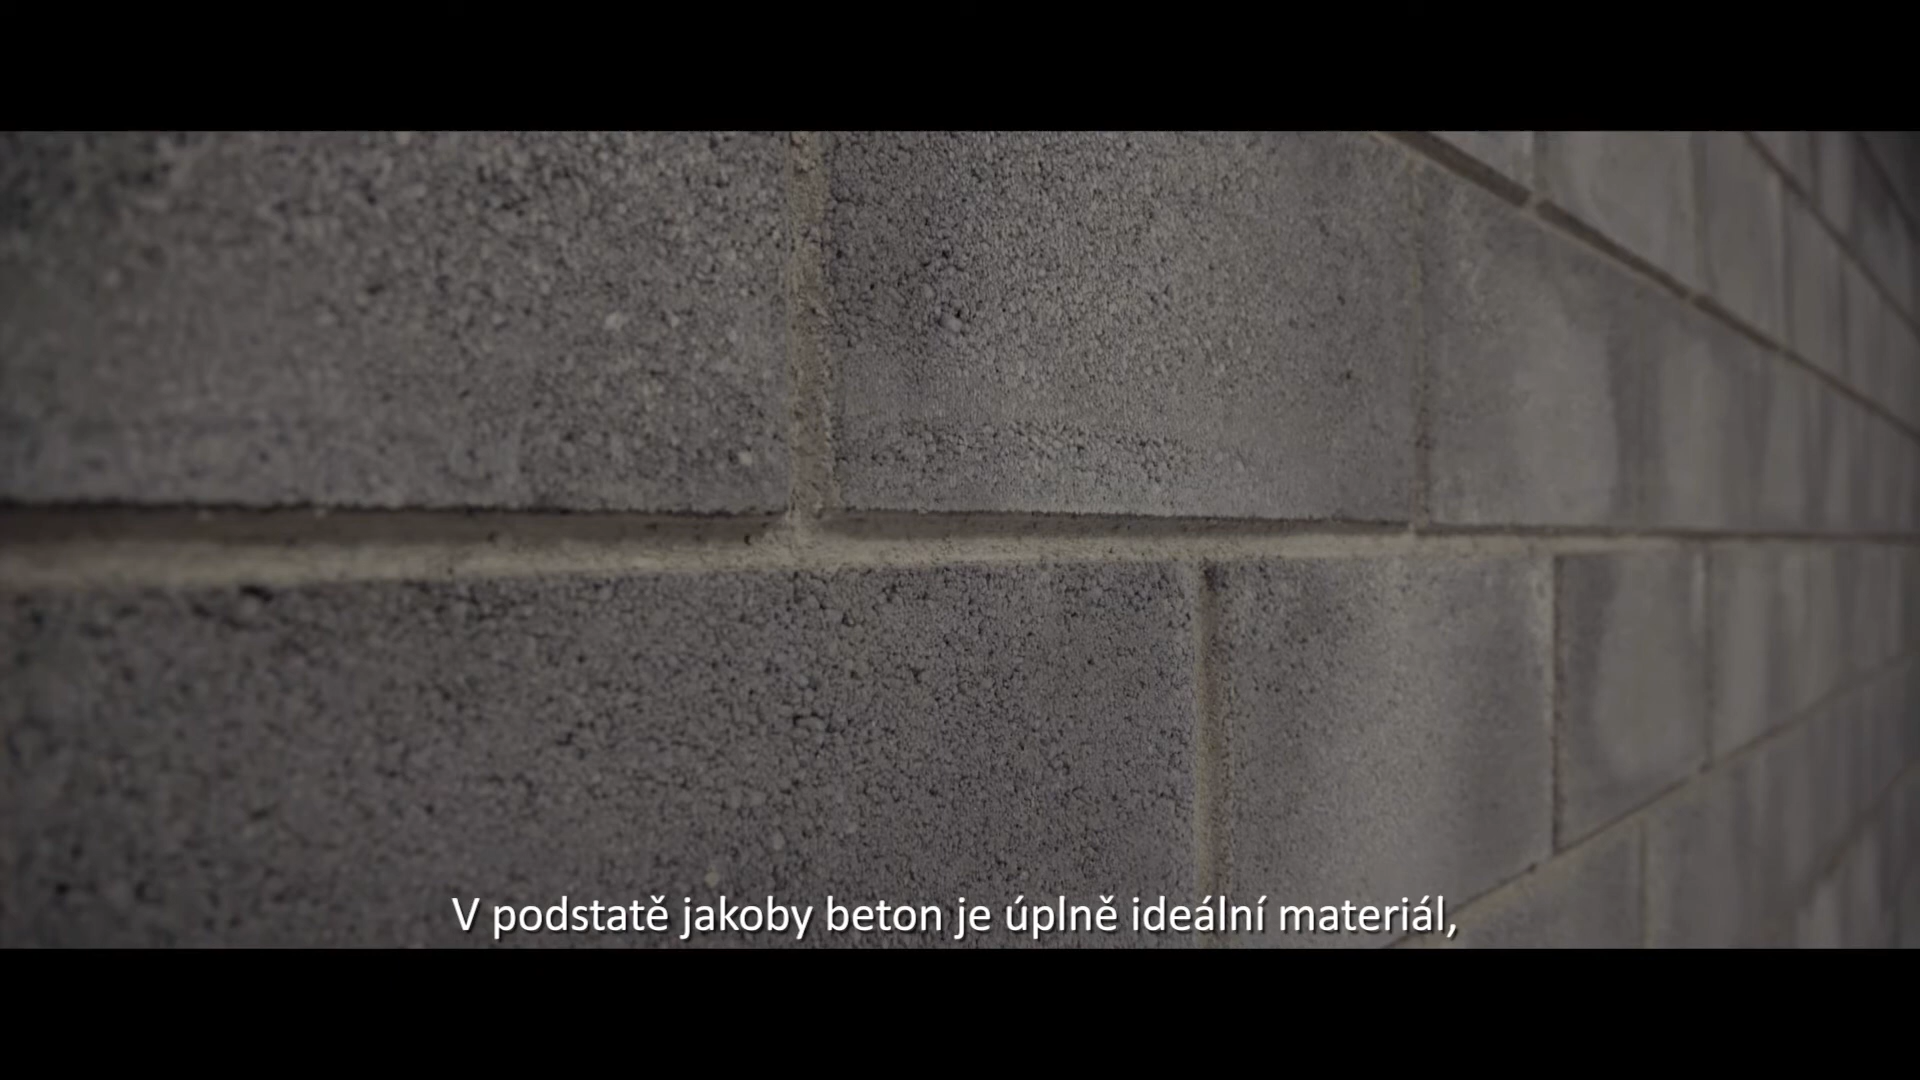 V podstatě jakoby beton je úplně ideální materiál,